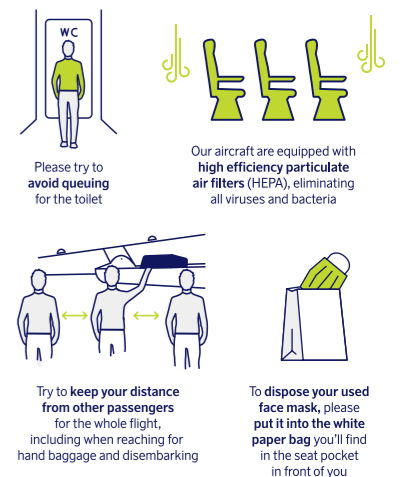 WC
Please try to
avoid queuing
for the toilet
Our aircraft are equipped with
high efficiency particulate
air filters (HEPA), eliminating
all viruses and bacteria
Try to keep your distance
from other passengers
for the whole flight,
including when reaching for
hand baggage and disembarking
To dispose your used
face mask, please
put it into the white
paper bag you'll find
in the seat pocket
in front of you